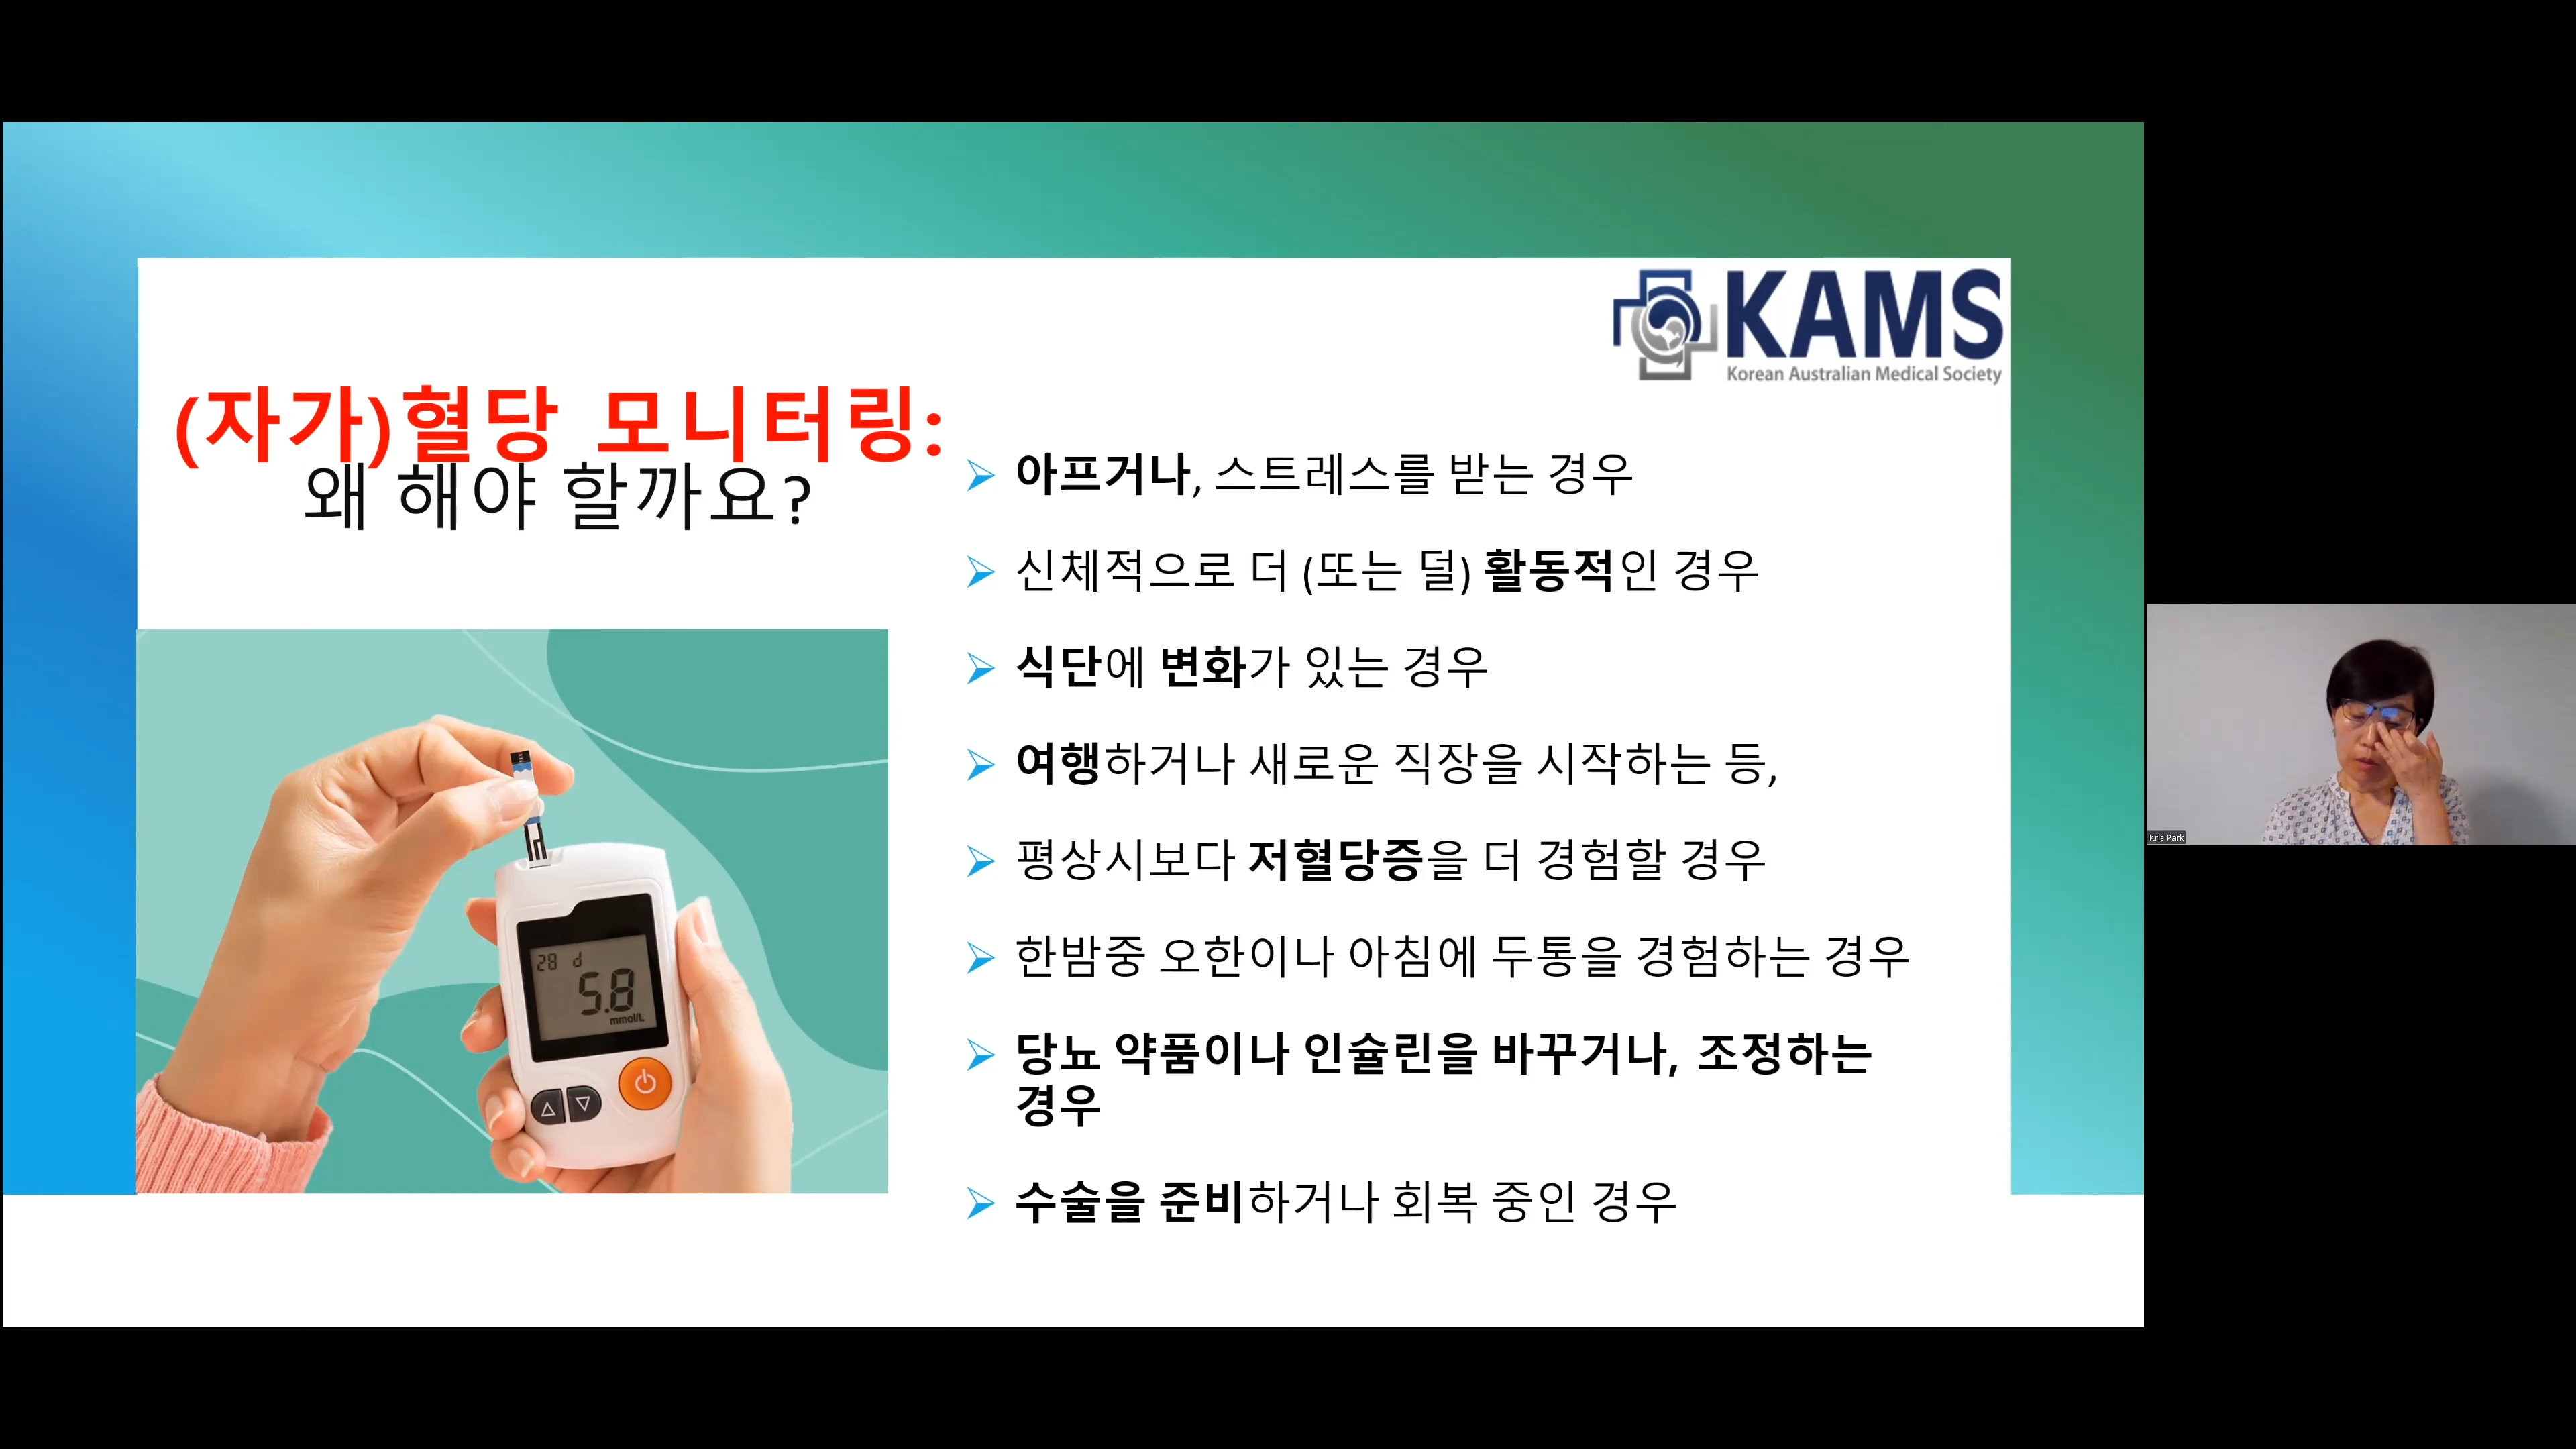 KAMS
Korean Australian Medical Society
(자가)혈당 모니터링:
왜 해야 할까요?
아프거나, 스트레스를 받는 경우
신체적으로 더 (또는 덜) 활동적인 경우
식단에 변화가 있는 경우
여행하거나 새로운 직장을 시작하는 등,
평상시보다 저혈당증을 더 경험할 경우
한밤중 오한이나 아침에 두통을 경험하는 경우
당뇨 약품이나 인슐린을 바꾸거나, 조정하는
경우
수술을 준비하거나 회복 중인 경우
28 d
5.8
mmol/L
Kris Park